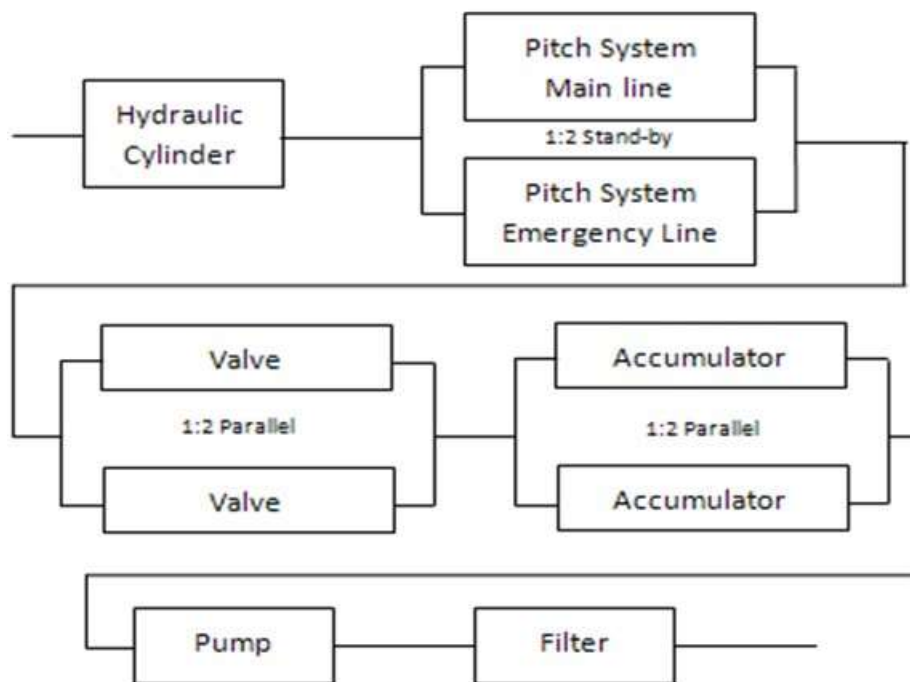 Hydraulic
Cylinder
Pitch System
Main line
1:2 Stand-by
Pitch System
Emergency Line
Valve
1:2 Parallel
Valve
Accumulator
1:2 Parallel
Accumulator
Pump
Filter